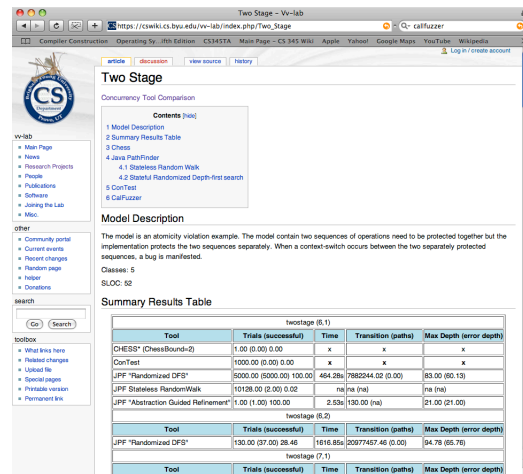 Two Stage – Vv-lab
https://cswiki.cs.byu.edu/vv-lab/index.php/Two_Stage
callfuzzer
Compiler Construction
Operating Sy...ifth Edition
CS345TA
Main Page – CS 345 Wiki
Apple
Yahoo!
Google Maps
YouTube
Wikipedia
Log in / create account
article
discussion
view source
history
CS
Department
Provo, UT
vv-lab
Main Page
News
Research Projects
People
Publications
Software
Joining the Lab
Misc.
other
Community portal
Current events
Recent changes
Random page
helper
Donations
search
Go
Search
toolbox
What links here
Related changes
Upload file
Special pages
Printable version
Permanent link
Two Stage
Concurrency Tool Comparison
Contents [hide]
1 Model Description
2 Summary Results Table
3 Chess
4 Java PathFinder
4.1 Stateless Random Walk
4.2 Stateful Randomized Depth-first search
5 ConTest
6 CalFuzzer
Model Description
The model is an atomicity violation example. The model contain two sequences of operations need to be protected together but the
implementation protects the two sequences separately. When a context-switch occurs between the two separately protected
sequences, a bug is manifested.
Classes: 5
SLOC: 52
Summary Results Table
twostage (6,1)
Tool Trials (successful) Time Transition (paths) Max Depth (error depth)
CHESS* (ChessBound=2) 1.00 (0.00) 0.00 x x x
ConTest 1000.00 (0.00) 0.00 x x x
JPF "Randomized DFS" 5000.00 (5000.00) 100.00 464.28s 7882244.02 (0.00) 83.00 (60.13)
JPF Stateless RandomWalk 10128.00 (2.00) 0.02 na na (na) na (na)
JPF "Abstraction Guided Refinement" 1.00 (1.00) 100.00 2.53s 130.00 (na) 21.00 (21.00)
twostage (6,2)
Tool Trials (successful) Time Transition (paths) Max Depth (error depth)
JPF "Randomized DFS" 130.00 (37.00) 28.46 1616.85s 20977457.46 (0.00) 94.78 (65.76)
twostage (7,1)
Tool Trials (successful) Time Transition (paths) Max Depth (error depth)